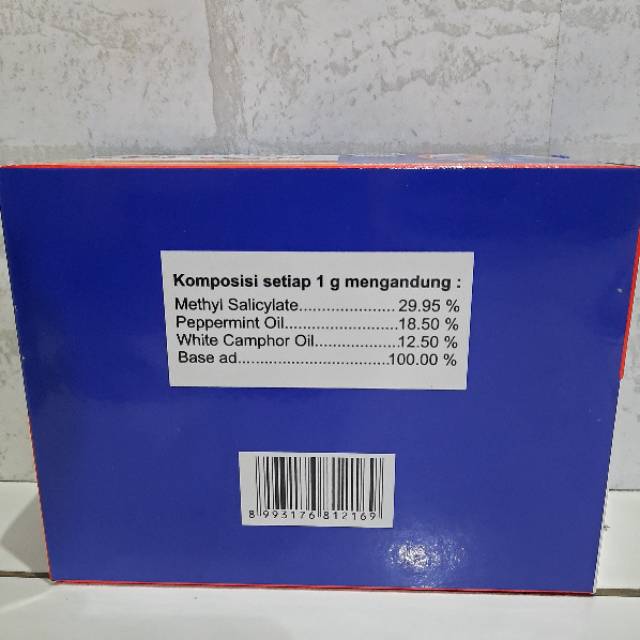 Komposisi setiap 1 g mengandung :
Methyl Salicylate.....................29.95 %
Peppermint Oil.........................18.50 %
White Camphor Oil..................12.50 %
Base ad.................................100.00 %
8 993176 812169